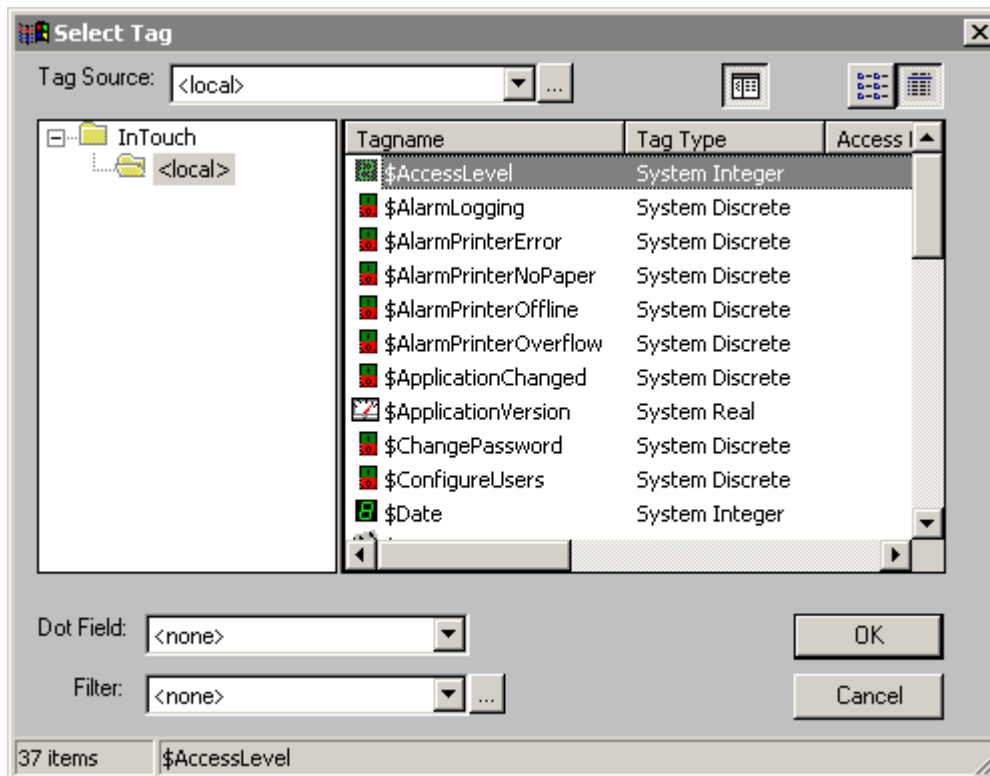 Select Tag
Tag Source: <local> ...
InTouch
<local>
Tagname Tag Type Access
$AccessLevel System Integer
$AlarmLogging System Discrete
$AlarmPrinterError System Discrete
$AlarmPrinterNoPaper System Discrete
$AlarmPrinterOffline System Discrete
$AlarmPrinterOverflow System Discrete
$ApplicationChanged System Discrete
$ApplicationVersion System Real
$ChangePassword System Discrete
$ConfigureUsers System Discrete
$Date System Integer
Dot Field: <none> OK
Filter: <none> ... Cancel
37 items $AccessLevel